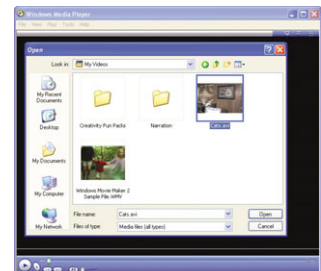 Windows Media Player
File View Play Tools Help
Open
Look in:
My Videos
My Recent
Documents
Desktop
My Documents
My Computer
My Network
Creativity Fun Packs
Narration
Cats.avi
Windows Movie Maker 2
Sample File.WMV
File name:
Cats.avi
Open
Files of type:
Media files (all types)
Cancel